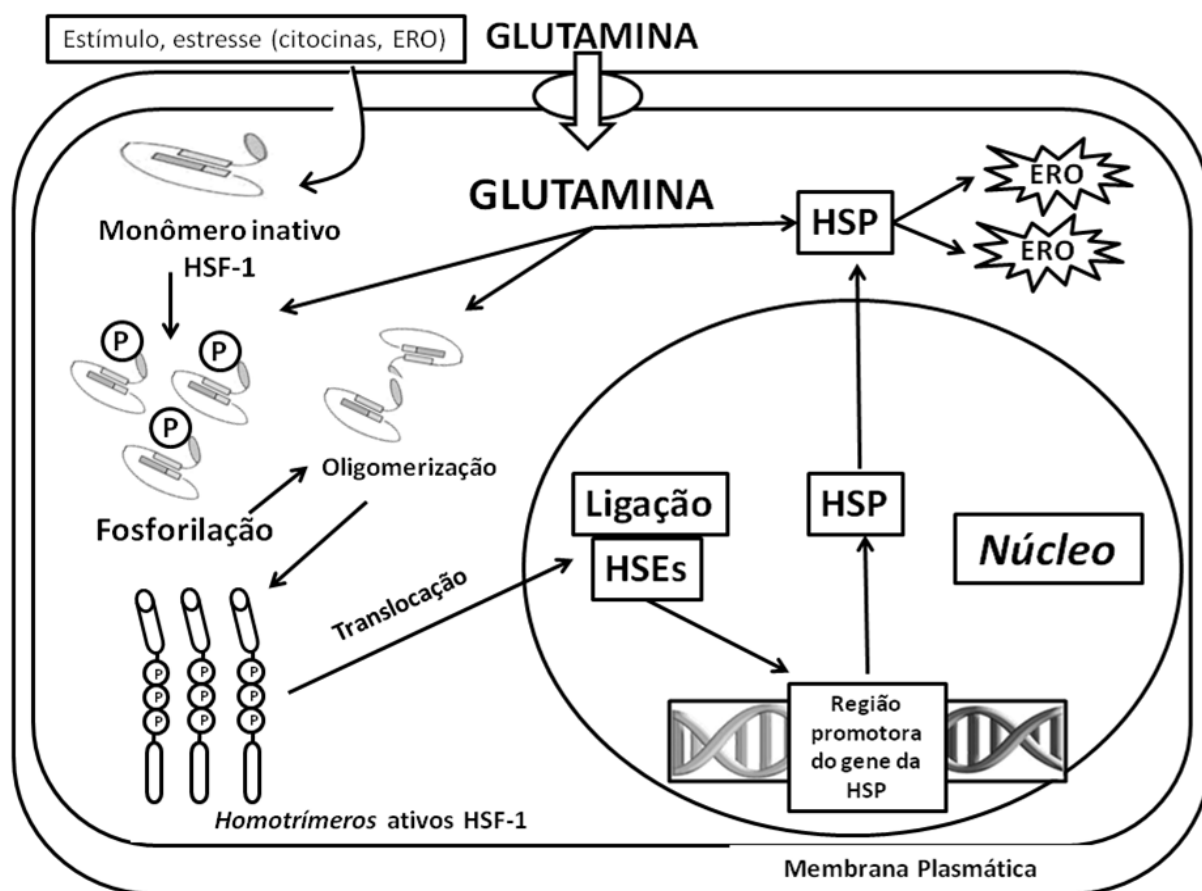 Estímulo, estresse (citocinas, ERO)
GLUTAMINA
GLUTAMINA
HSP
ERO
ERO
Monômero inativo
HSF-1
P
P
P
Oligomerização
Fosforilação
Ligação
HSEs
HSP
Núcleo
Translocação
P
P
P
P
P
P
P
P
P
Região
promotora
do gene da
HSP
Homotrímeros ativos HSF-1
Membrana Plasmática